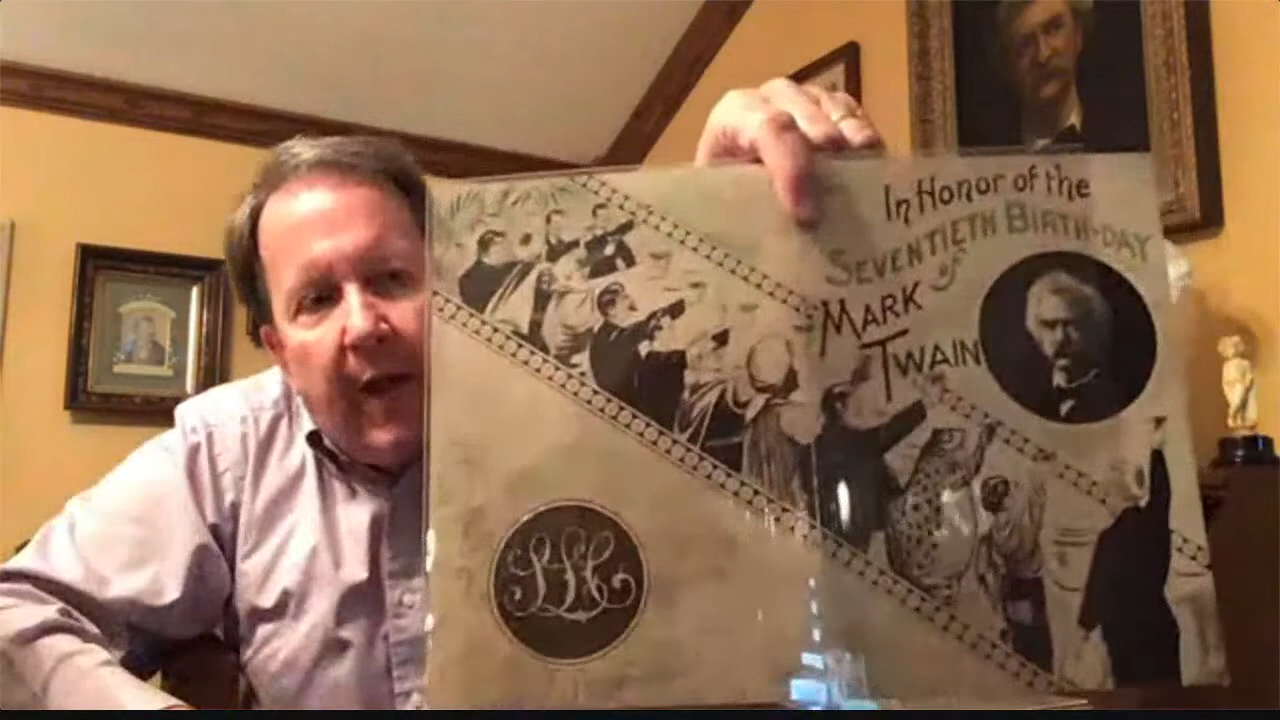 In Honor of the
SEVENTIETH BIRTH-DAY
of
MARK
TWAIN